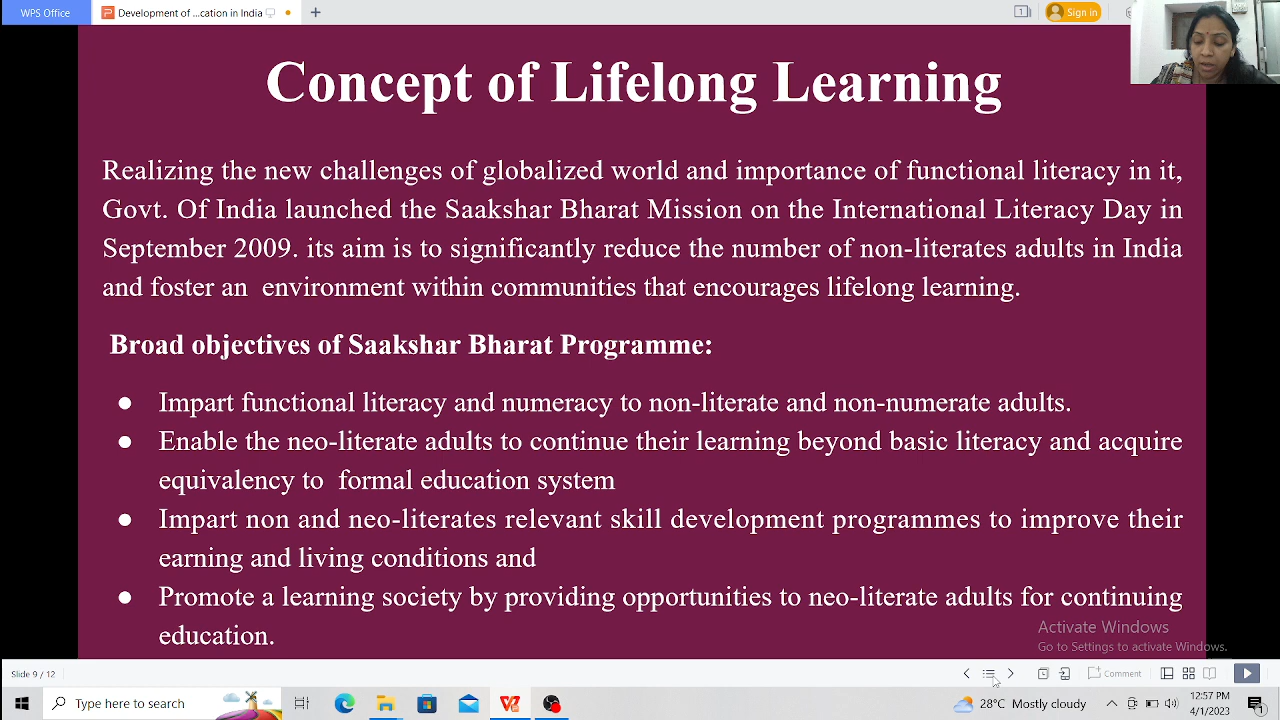 WPS Office
Development of ...cation in India
Sign in
Concept of Lifelong Learning
Realizing the new challenges of globalized world and importance of functional literacy in it,
Govt. Of India launched the Saakshar Bharat Mission on the International Literacy Day in
September 2009. its aim is to significantly reduce the number of non-literates adults in India
and foster an environment within communities that encourages lifelong learning.
Broad objectives of Saakshar Bharat Programme:
● Impart functional literacy and numeracy to non-literate and non-numerate adults.
● Enable the neo-literate adults to continue their learning beyond basic literacy and acquire
equivalency to formal education system
● Impart non and neo-literates relevant skill development programmes to improve their
earning and living conditions and
● Promote a learning society by providing opportunities to neo-literate adults for continuing
education.
Activate Windows
Go to Settings to activate Windows.
Slide 9 / 12
Comment
Type here to search
28°C Mostly cloudy
12:57 PM
4/1/2023